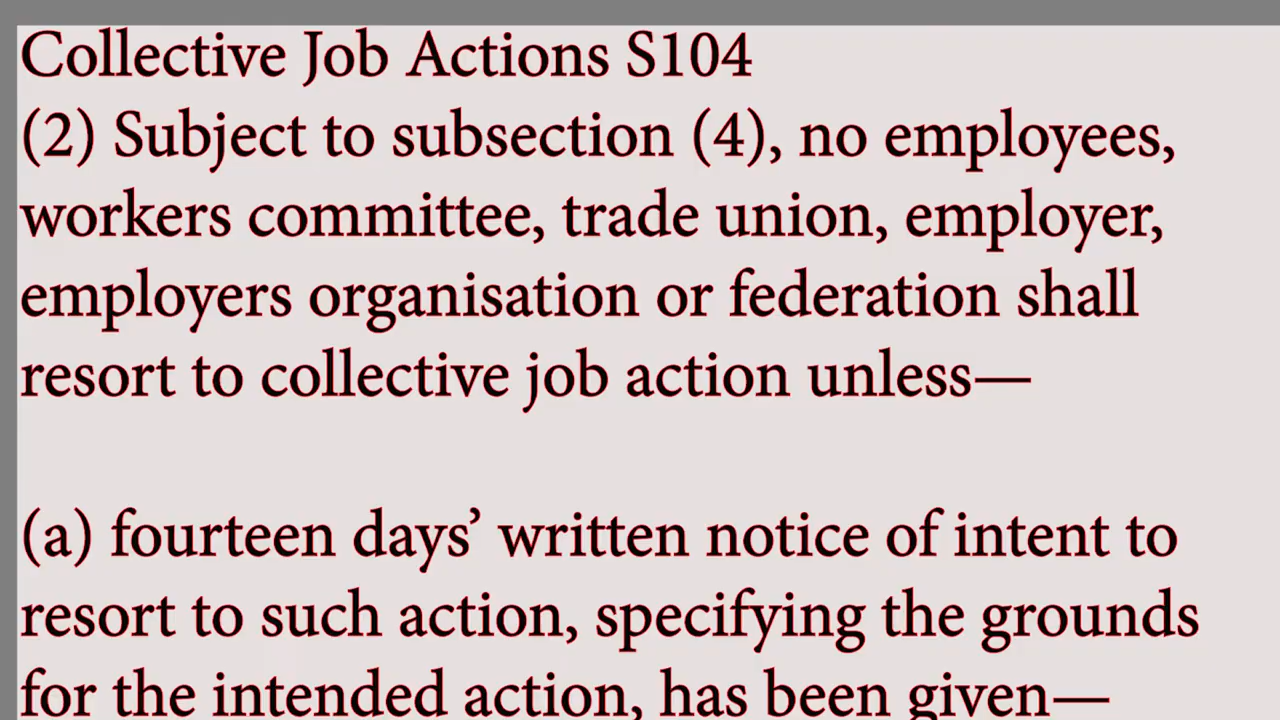 Collective Job Actions S104
(2) Subject to subsection (4), no employees,
workers committee, trade union, employer,
employers organisation or federation shall
resort to collective job action unless—
(a) fourteen days’ written notice of intent to
resort to such action, specifying the grounds
for the intended action, has been given—